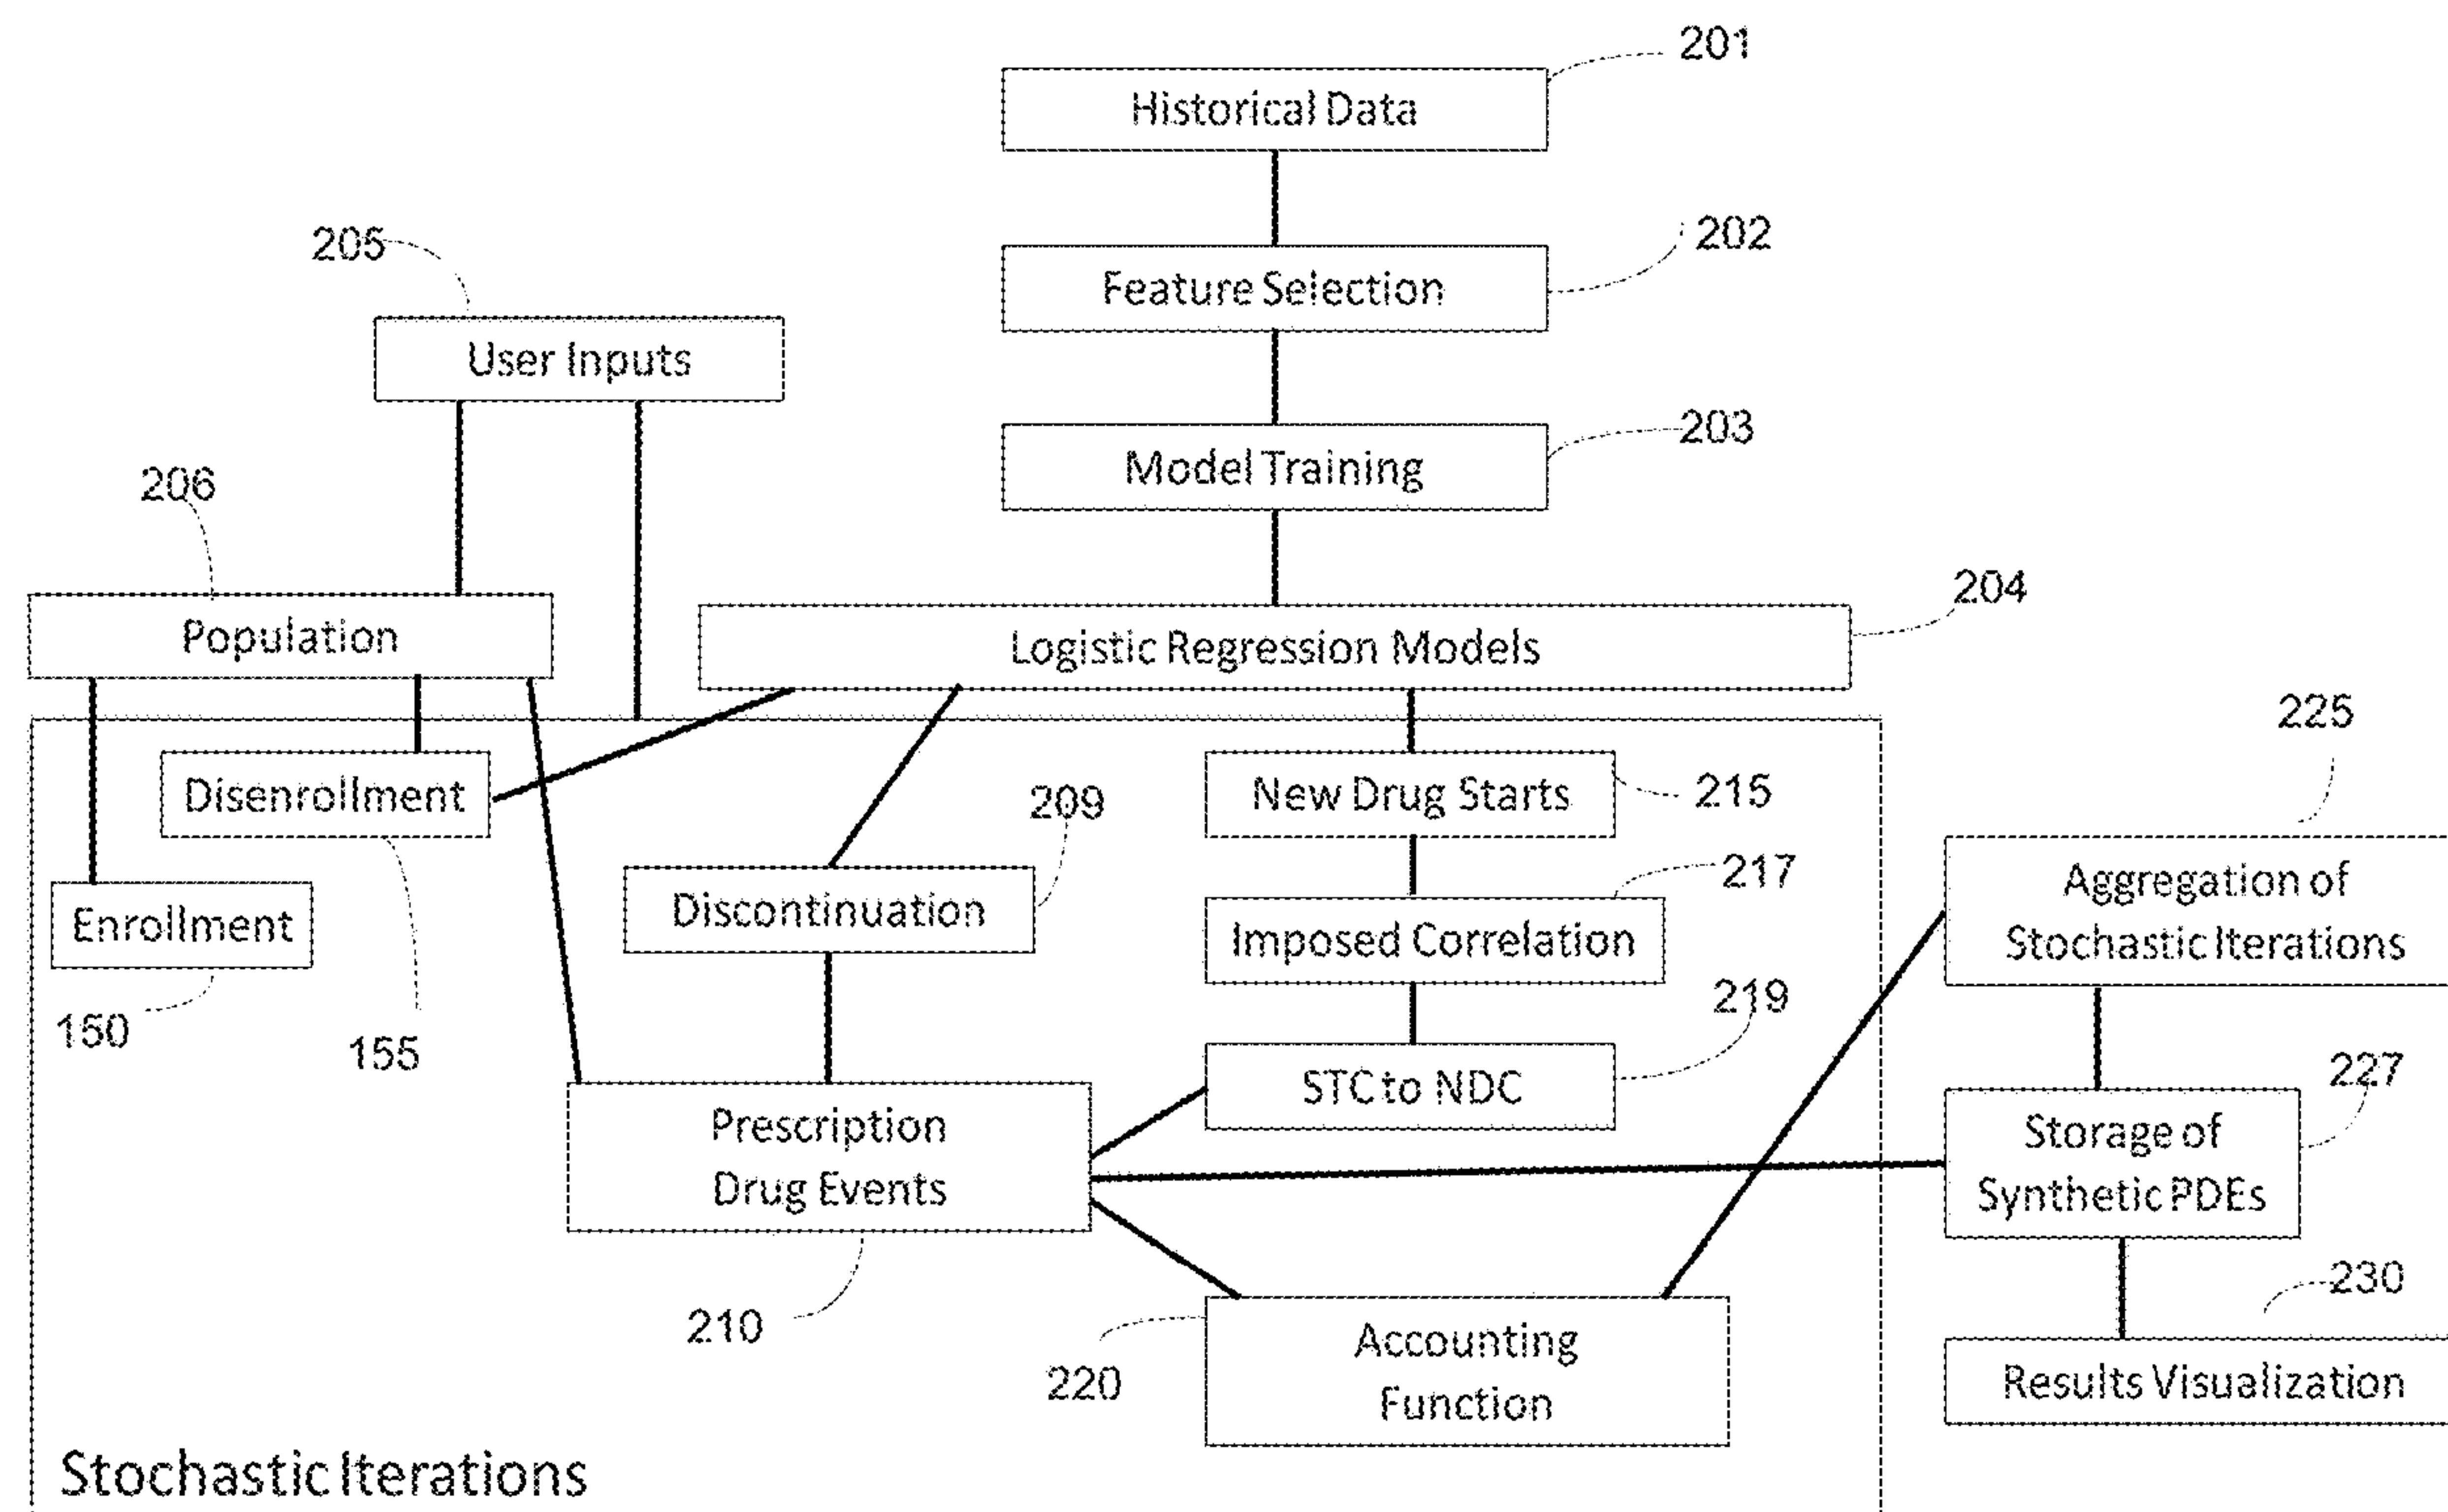 201
Historical Data
202
Feature Selection
205
User Inputs
203
Model Training
206
Population
204
Logistic Regression Models
225
Disenrollment
New Drug Starts
215
209
217
Aggregation of
Stochastic Iterations
Enrollment
Discontinuation
Imposed Correlation
150
155
219
STC to NDC
227
Prescription
Drug Events
Storage of
Synthetic PDEs
210
230
220
Accounting
Function
Results Visualization
Stochastic Iterations